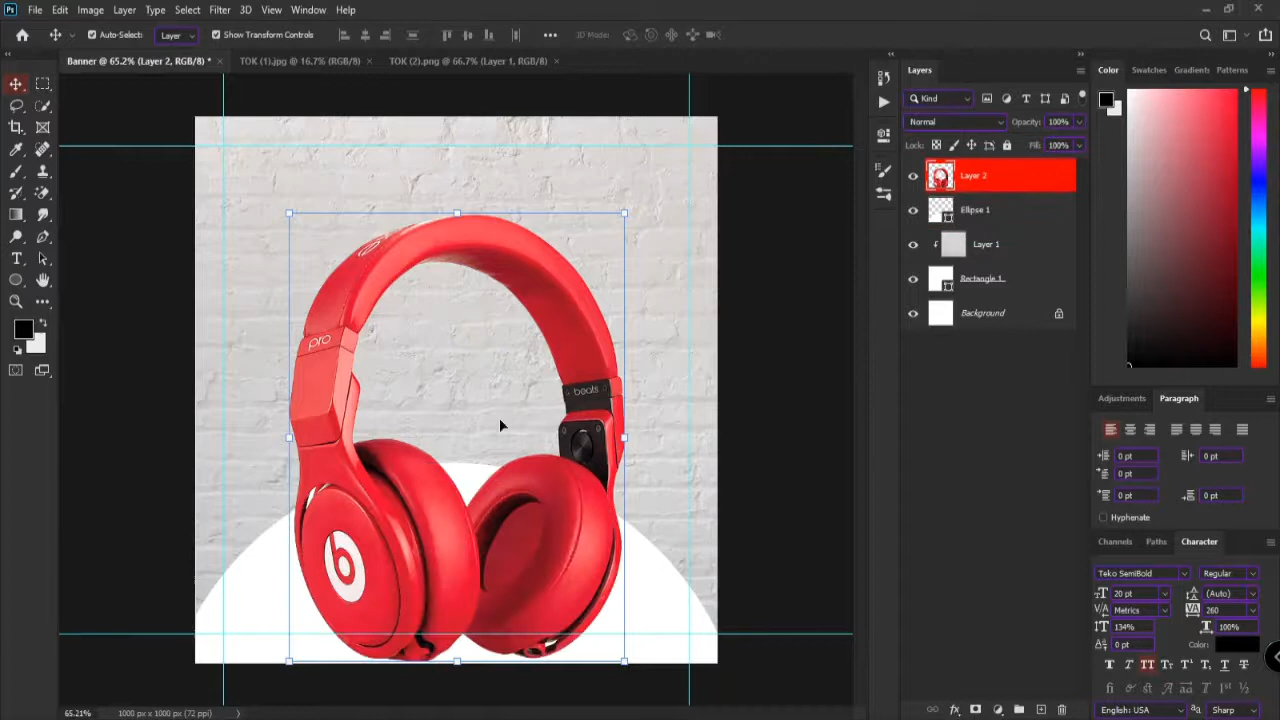 Ps File Edit Image Layer Type Select Filter 3D View Window Help
Auto-Select: Layer Show Transform Controls 3D Model
Banner @ 65.2% (Layer 2, RGB/8) * TOK (1).jpg @ 16.7% (RGB/8) TOK (2).png @ 66.7% (Layer 1, RGB/8)
Layers
Color Swatches Gradients Patterns
Kind
Normal Opacity: 100%
Lock: Fill: 100%
Layer 2
Ellipse 1
Layer 1
Rectangle 1
Background
pro
beats
b
Adjustments Paragraph
0 pt 0 pt
0 pt
0 pt 0 pt
Hyphenate
Channels Paths Character
Teko SemiBold Regular
20 pt (Auto)
Metrics 260
134% 100%
0 pt Color:
English: USA Sharp
65.21% 1000 px x 1000 px (72 ppi)